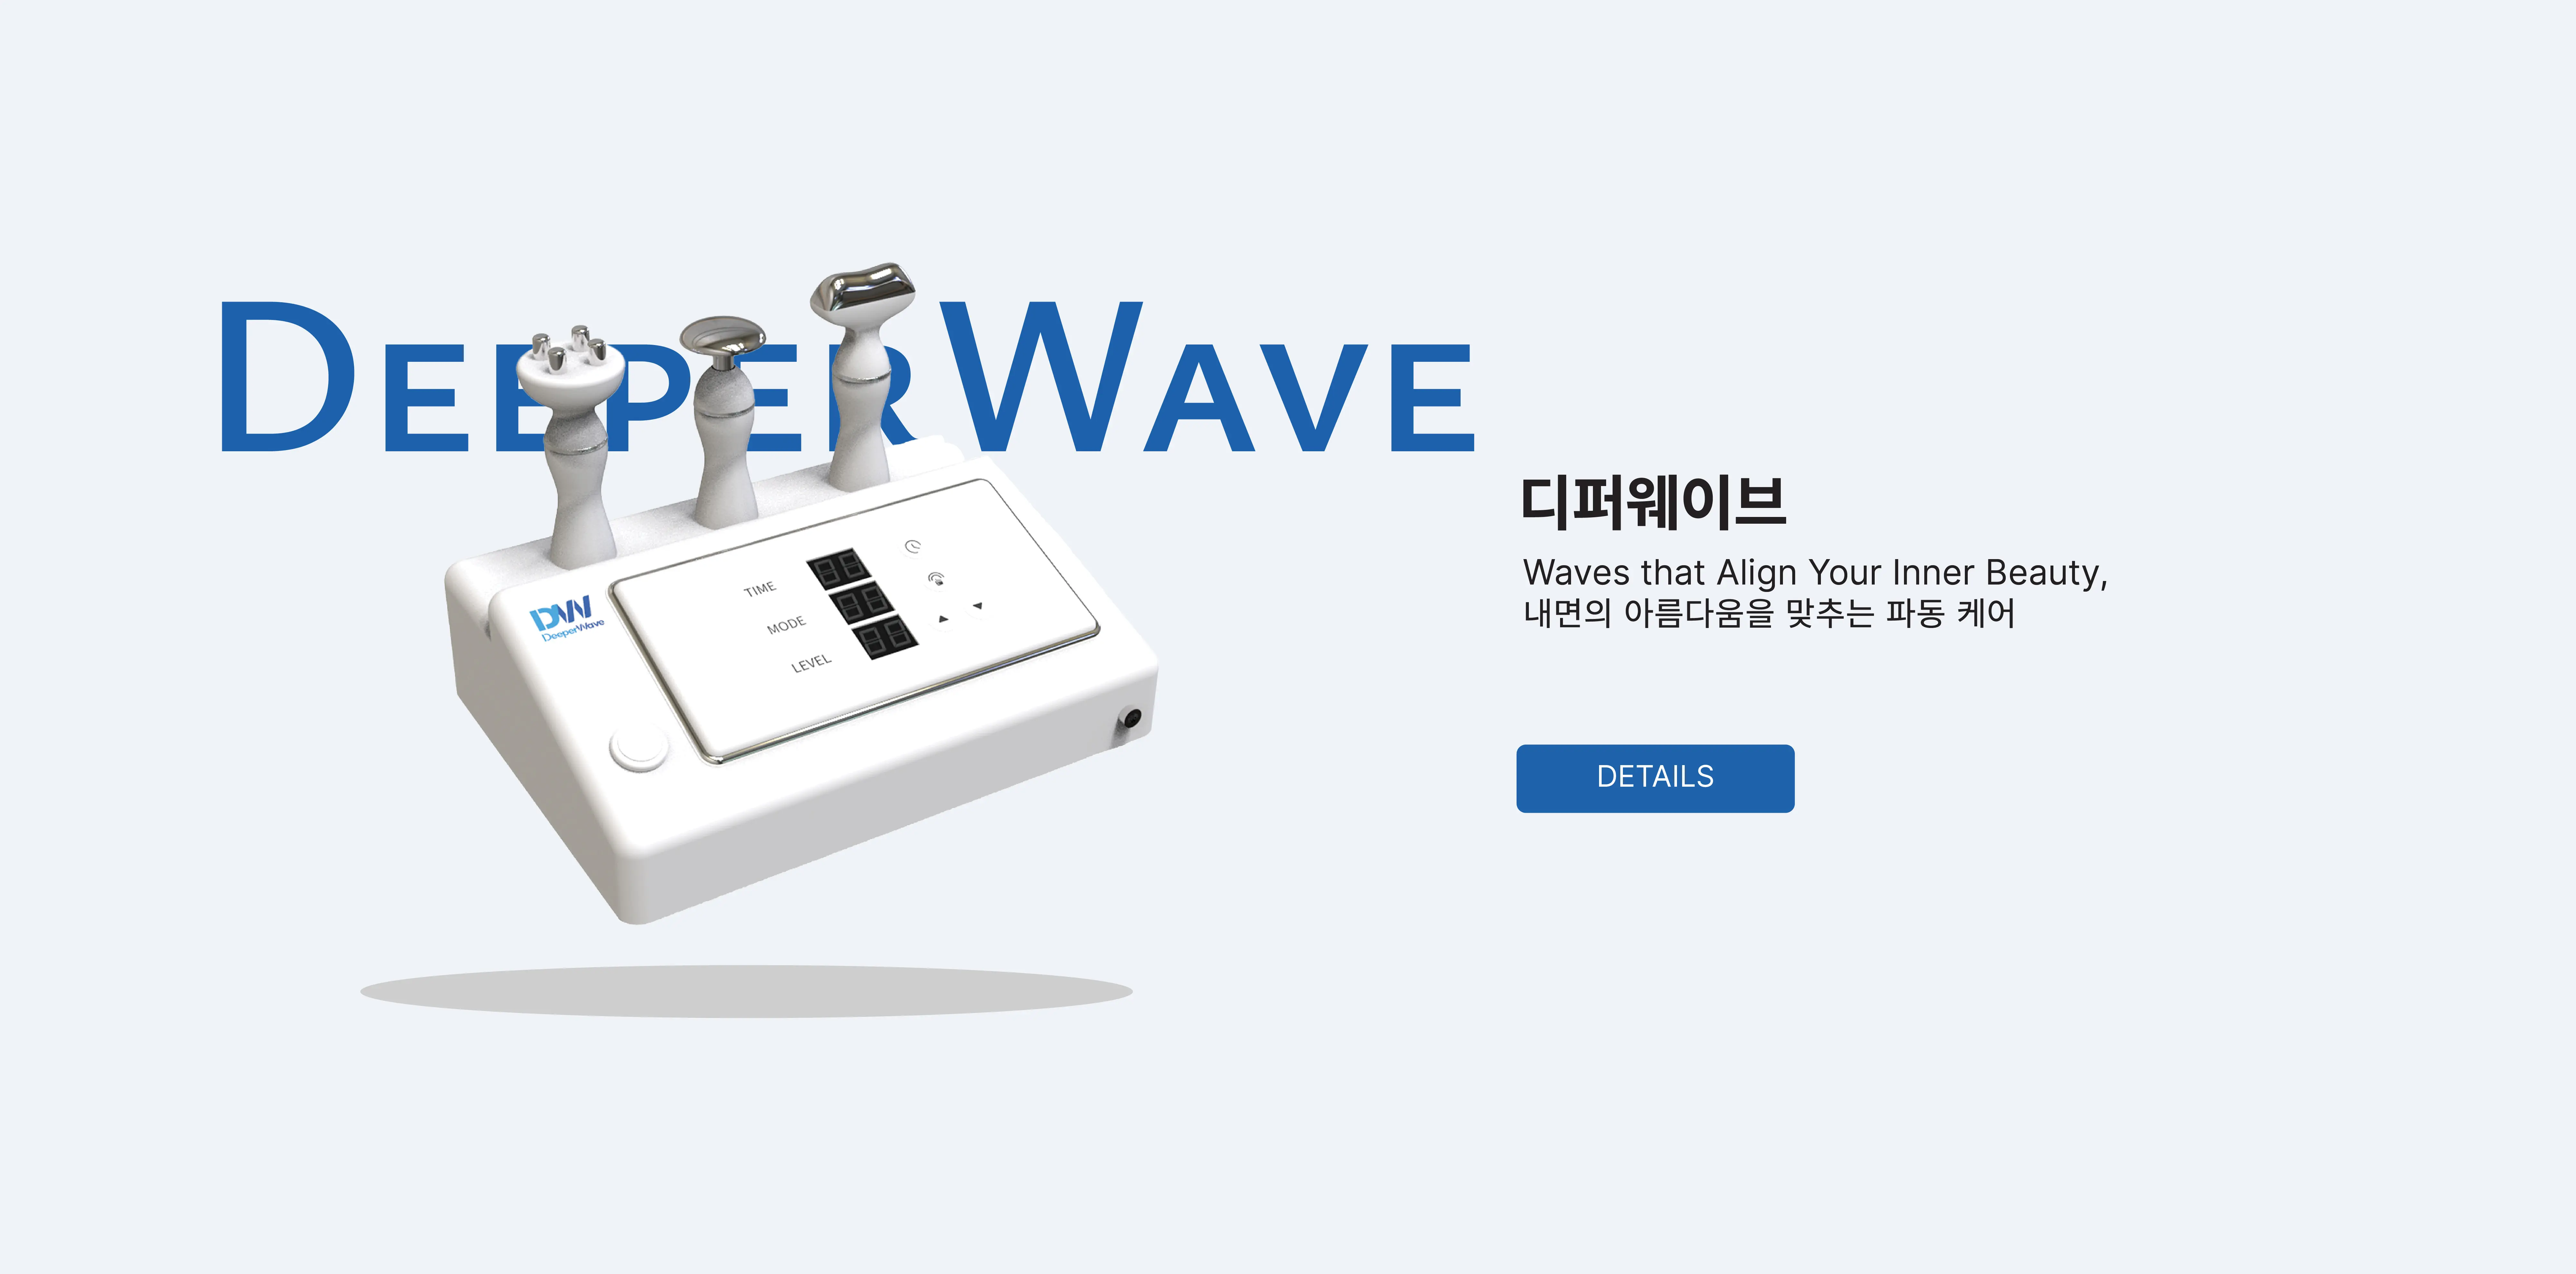 DEEPERWAVE
DW
DeeperWave
TIME
MODE
LEVEL
디퍼웨이브
Waves that Align Your Inner Beauty,
내면의 아름다움을 맞추는 파동 케어
DETAILS